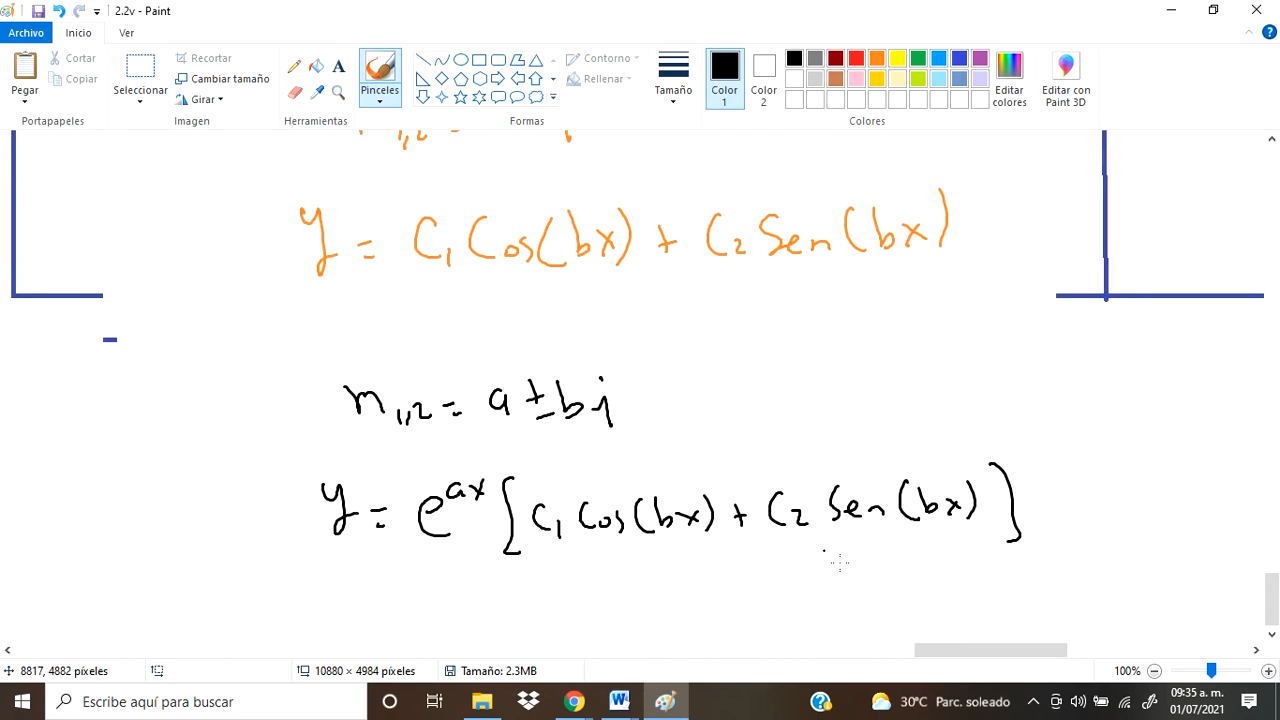 2.2v - Paint
Archivo Inicio Ver
Pegar
Cortar
Copiar
Portapapeles
Seleccionar
Recortar
Cambiar tamaño
Girar
Imagen
A
Herramientas
Pinceles
Contorno
Rellenar
Formas
Tamaño
Color 1
Color 2
Editar colores
Editar con Paint 3D
Colores
y = C1 Cos(bx) + C2 Sen(bx)
m1,2 = a ± bi
y = e^ax [C1 Cos(bx) + C2 Sen(bx)]
8817, 4882 píxeles 10880 × 4984 píxeles Tamaño: 2.3MB 100%
Escribe aquí para buscar 30°C Parc. soleado 09:35 a. m.
01/07/2021